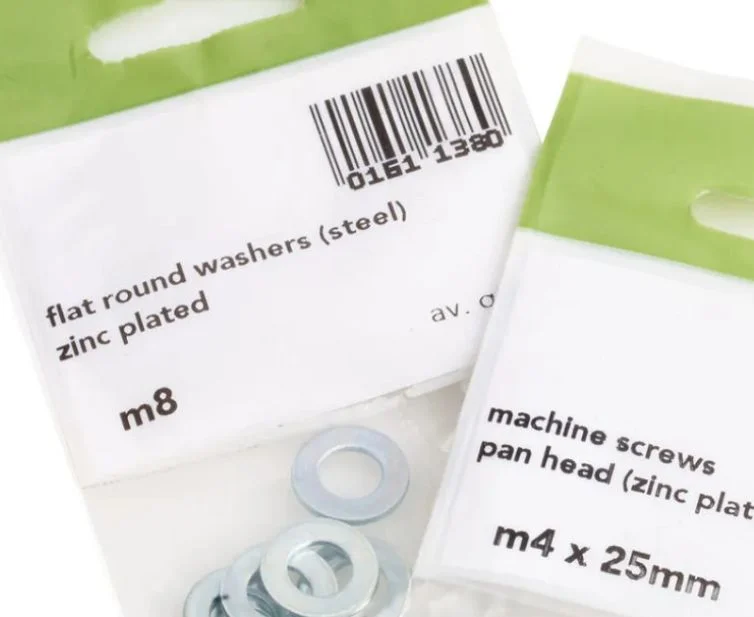 0161 1380
flat round washers (steel)
zinc plated
av. q
m8
machine screws
pan head (zinc plat
m4 x 25mm